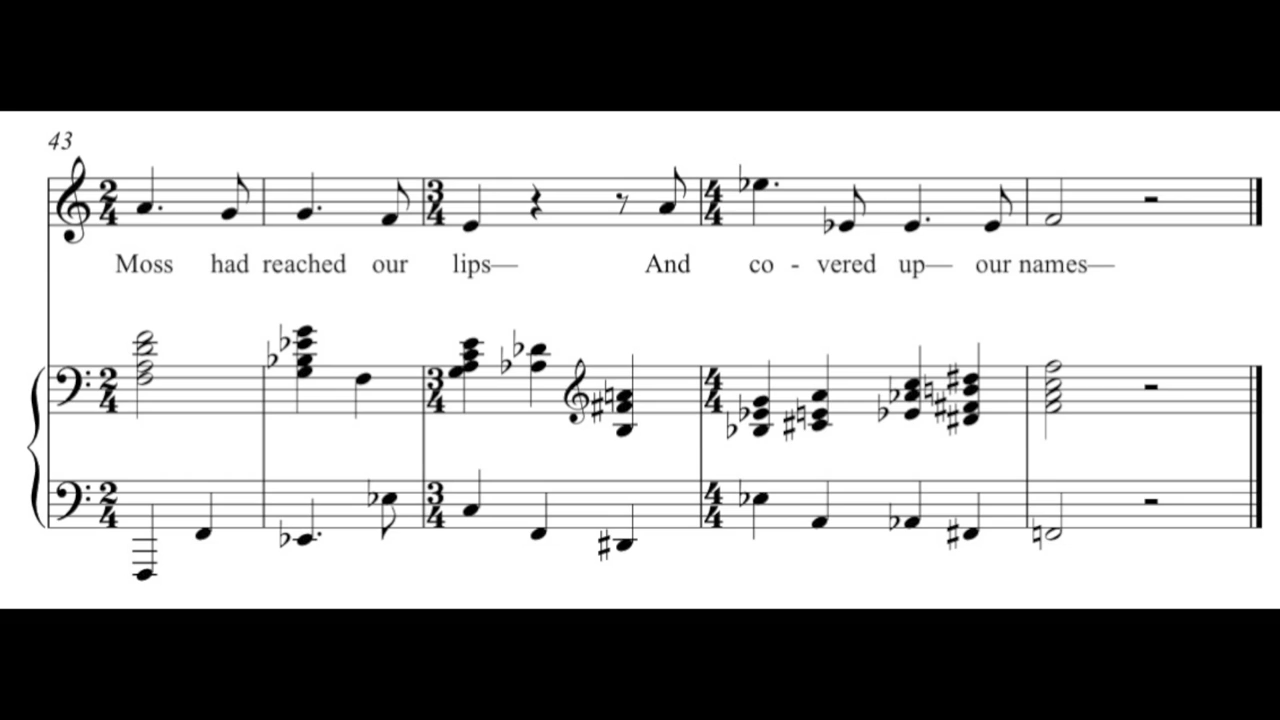 43
Moss had reached our lips— And co - vered up— our names—